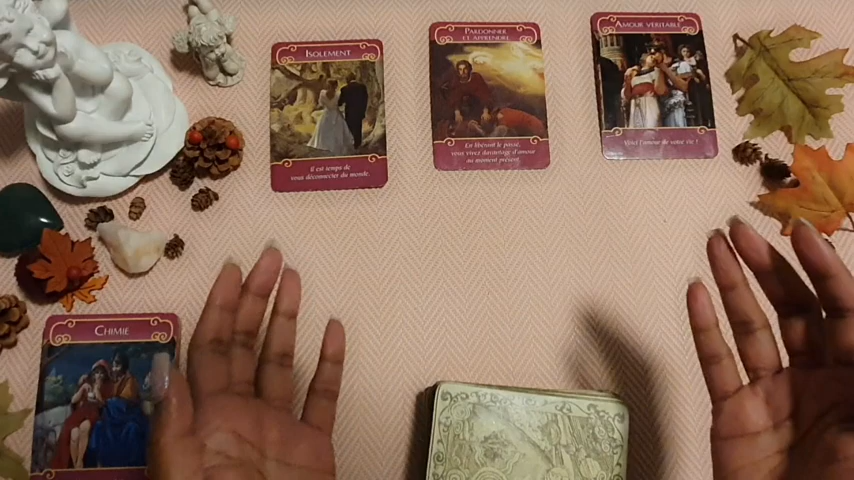 ISOLEMENT
Il est temps de
vous déconnecter du monde.
PARDONNER
ET APPRENDRE
En libérant le passé,
vous vivez davantage d'amour
au moment présent.
AMOUR VÉRITABLE
Voici l'amour de votre vie !
CHIMIE